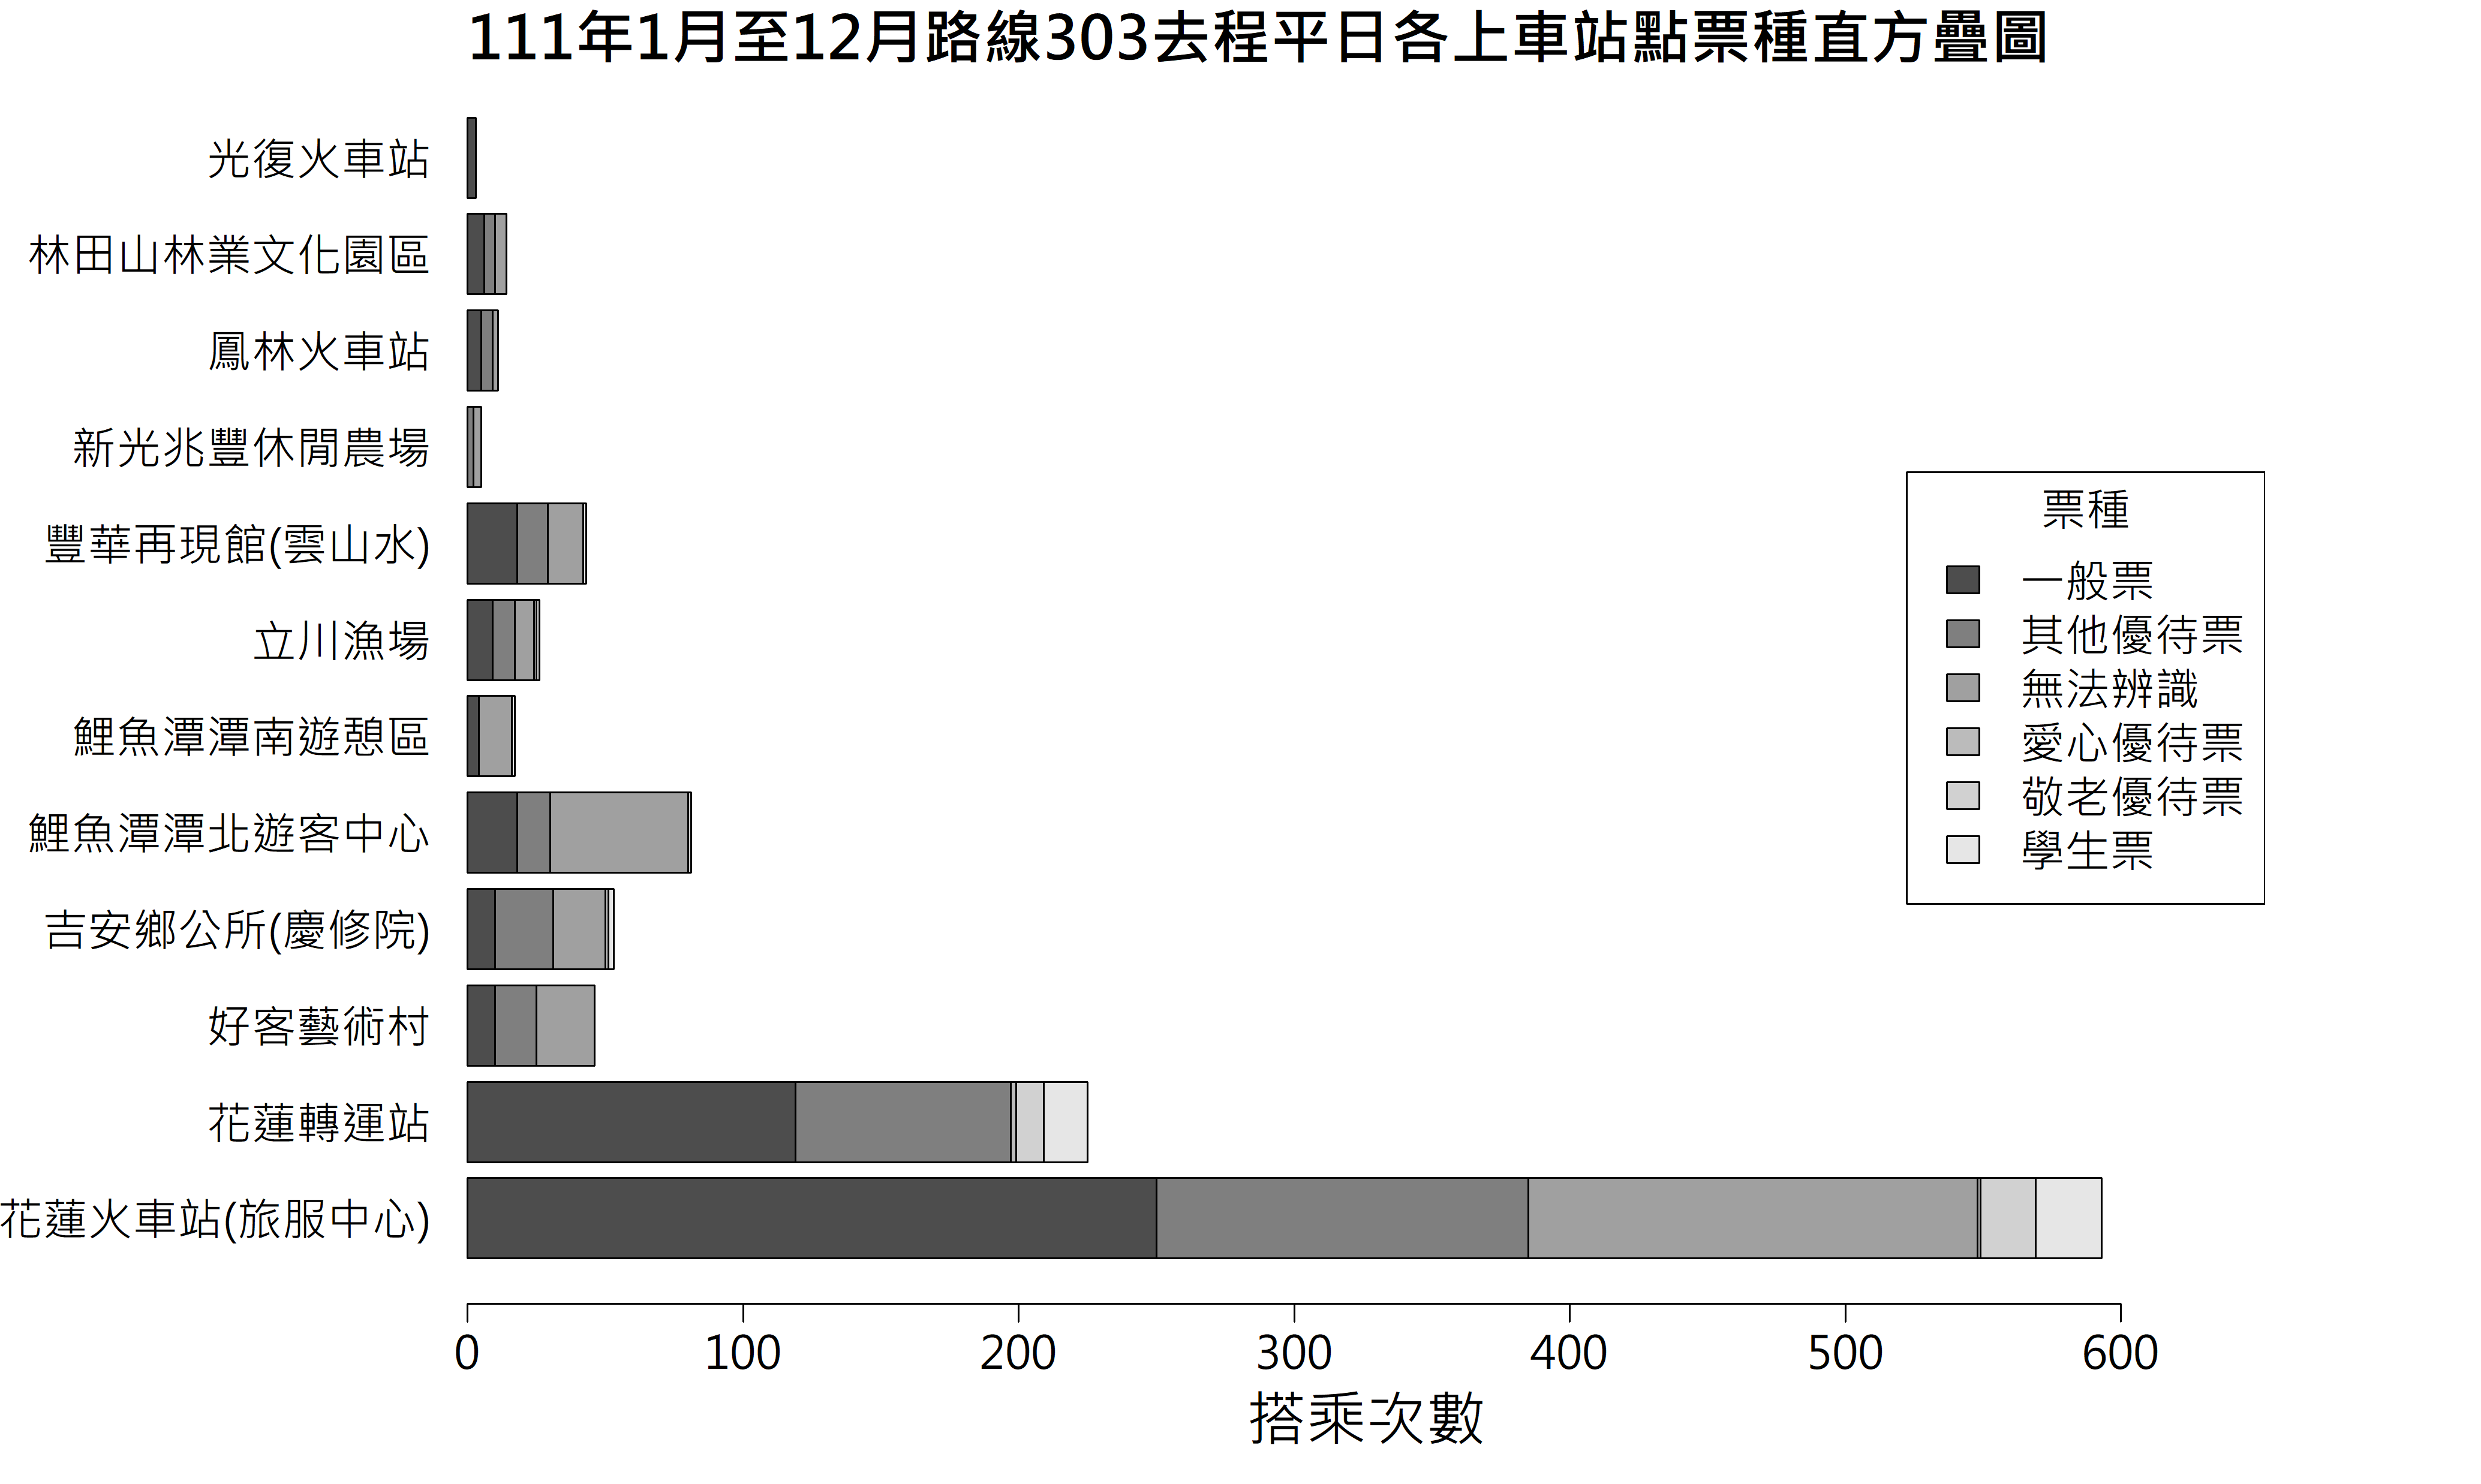 111年1月至12月路線303去程平日各上車站點票種直方疊圖
光復火車站
林田山林業文化園區
鳳林火車站
新光兆豐休閒農場
豐華再現館(雲山水)
立川漁場
鯉魚潭潭南遊憩區
鯉魚潭潭北遊客中心
吉安鄉公所(慶修院)
好客藝術村
花蓮轉運站
花蓮火車站(旅服中心)
票種
一般票
其他優待票
無法辨識
愛心優待票
敬老優待票
學生票
0 100 200 300 400 500 600
搭乘次數